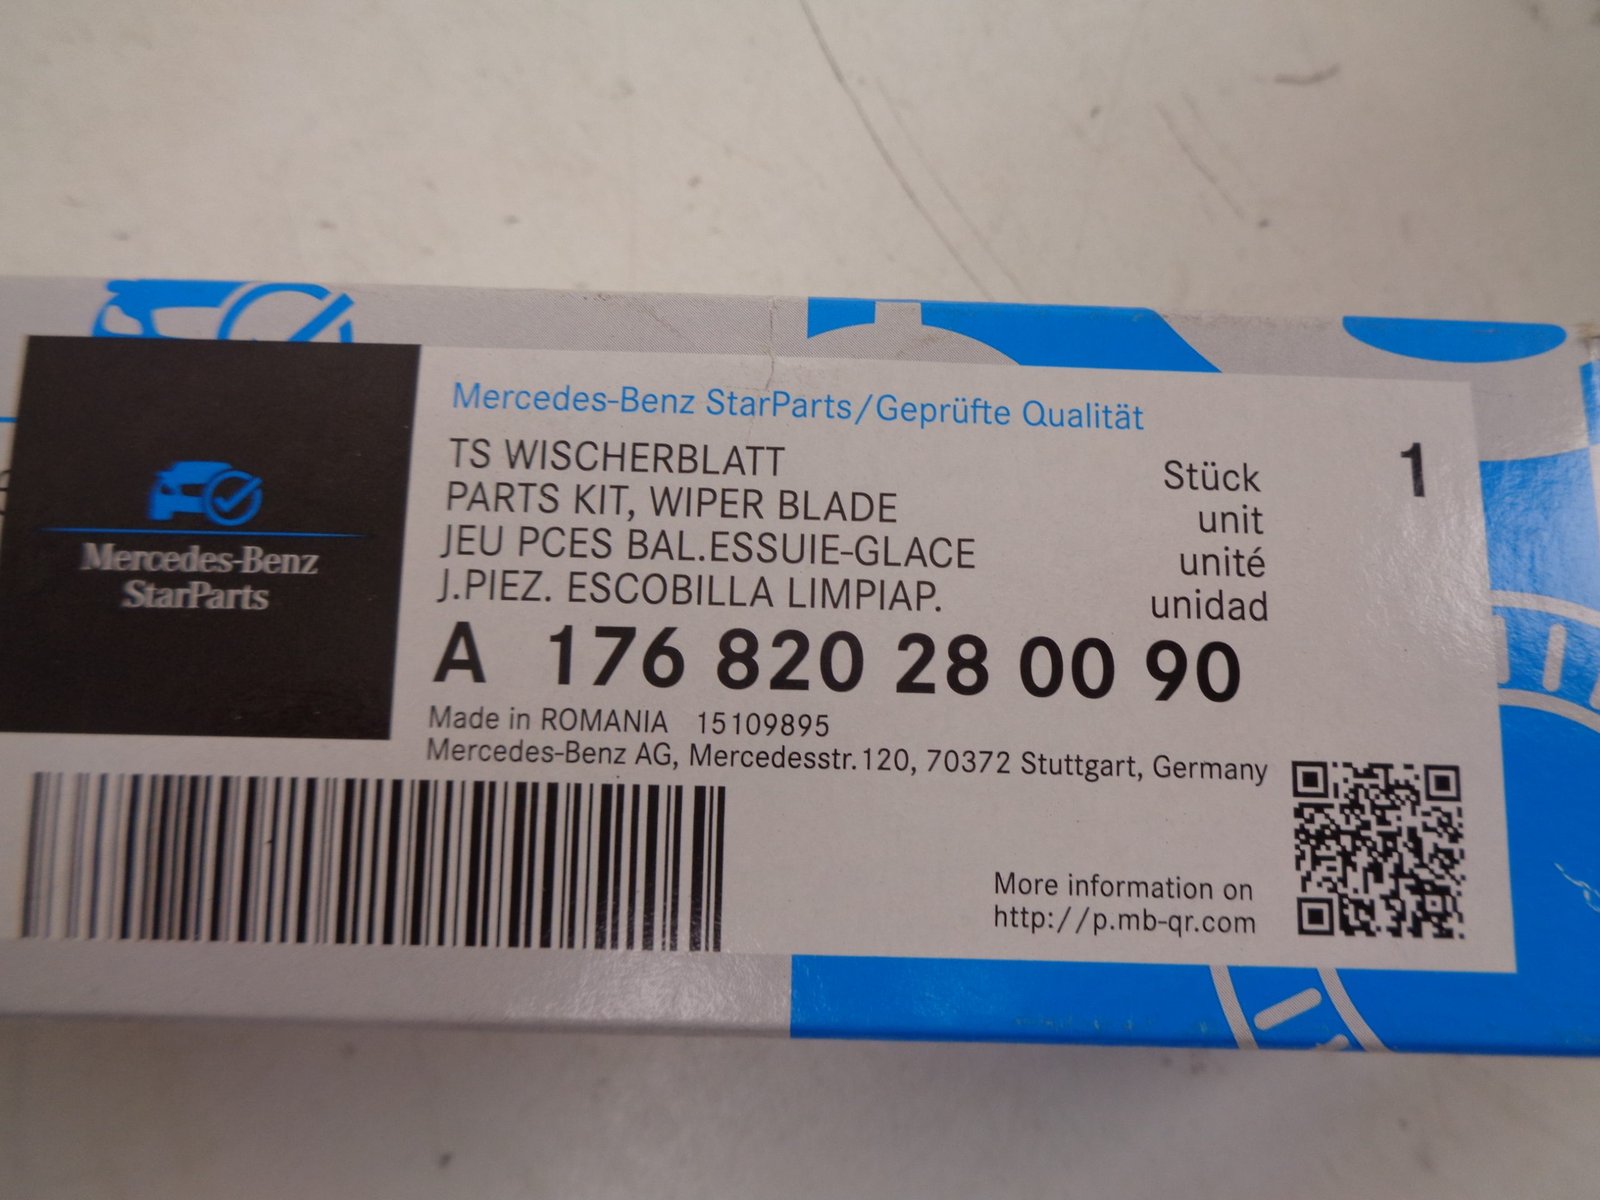 Mercedes-Benz StarParts/Geprüfte Qualität
TS WISCHERBLATT
PARTS KIT, WIPER BLADE
JEU PCES BAL.ESSUIE-GLACE
J.PIEZ. ESCOBILLA LIMPIAP.
Stück 1
unit
unité
unidad
A 176 820 28 00 90
Made in ROMANIA 15109895
Mercedes-Benz AG, Mercedesstr.120, 70372 Stuttgart, Germany
More information on
http://p.mb-qr.com
Mercedes-Benz
StarParts